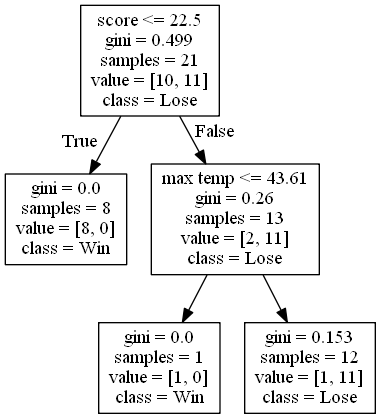 score <= 22.5
gini = 0.499
samples = 21
value = [10, 11]
class = Lose
True
False
gini = 0.0
samples = 8
value = [8, 0]
class = Win
max temp <= 43.61
gini = 0.26
samples = 13
value = [2, 11]
class = Lose
gini = 0.0
samples = 1
value = [1, 0]
class = Win
gini = 0.153
samples = 12
value = [1, 11]
class = Lose